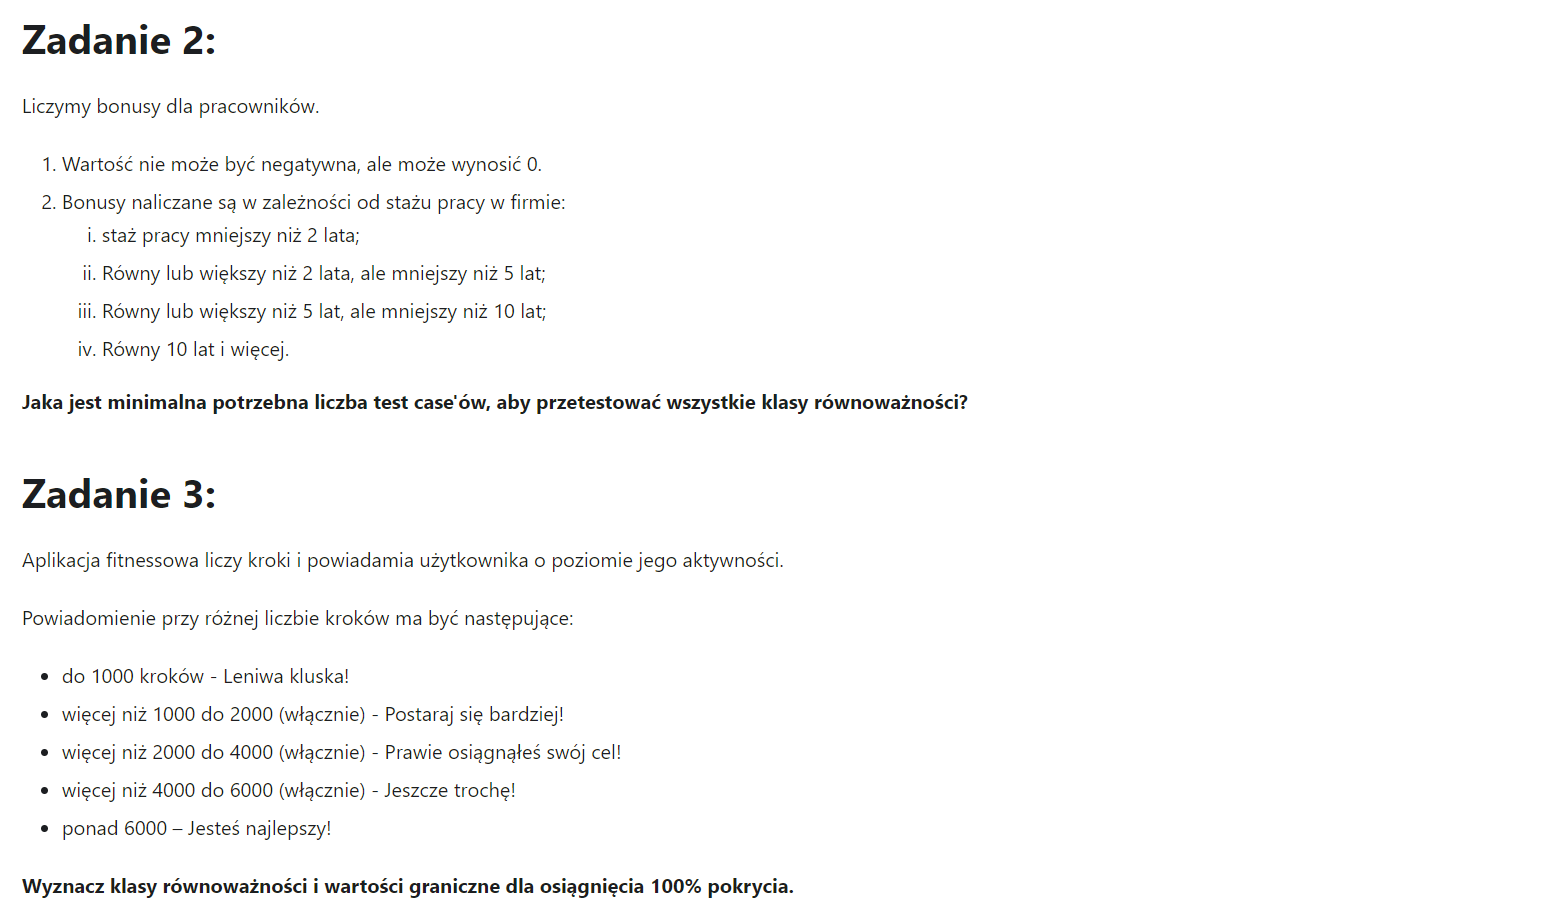 Zadanie 2:
Liczymy bonusy dla pracowników.
1. Wartość nie może być negatywna, ale może wynosić 0.
2. Bonusy naliczane są w zależności od stażu pracy w firmie:
i. staż pracy mniejszy niż 2 lata;
ii. Równy lub większy niż 2 lata, ale mniejszy niż 5 lat;
iii. Równy lub większy niż 5 lat, ale mniejszy niż 10 lat;
iv. Równy 10 lat i więcej.
Jaka jest minimalna potrzebna liczba test case'ów, aby przetestować wszystkie klasy równoważności?
Zadanie 3:
Aplikacja fitnessowa liczy kroki i powiadamia użytkownika o poziomie jego aktywności.
Powiadomienie przy różnej liczbie kroków ma być następujące:
• do 1000 kroków - Leniwa kluska!
• więcej niż 1000 do 2000 (włącznie) - Postaraj się bardziej!
• więcej niż 2000 do 4000 (włącznie) - Prawie osiągnąłeś swój cel!
• więcej niż 4000 do 6000 (włącznie) - Jeszcze trochę!
• ponad 6000 – Jesteś najlepszy!
Wyznacz klasy równoważności i wartości graniczne dla osiągnięcia 100% pokrycia.